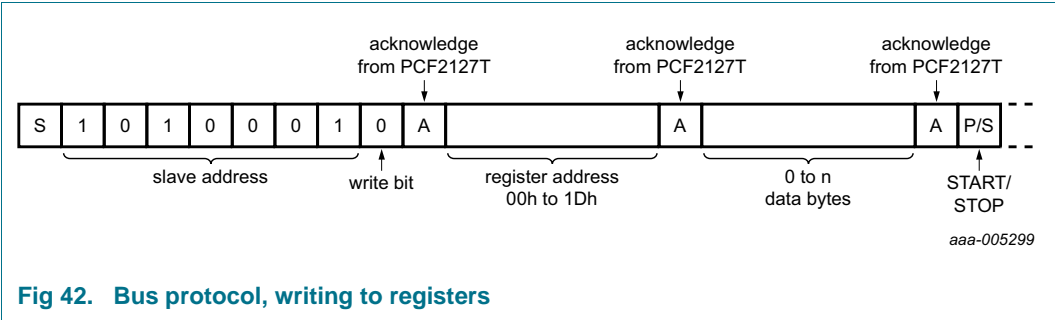 acknowledge
from PCF2127T
acknowledge
from PCF2127T
acknowledge
from PCF2127T
S 1 0 1 0 0 0 1 0 A A A P/S
slave address
write bit
register address
00h to 1Dh
0 to n
data bytes
START/
STOP
aaa-005299
Fig 42. Bus protocol, writing to registers